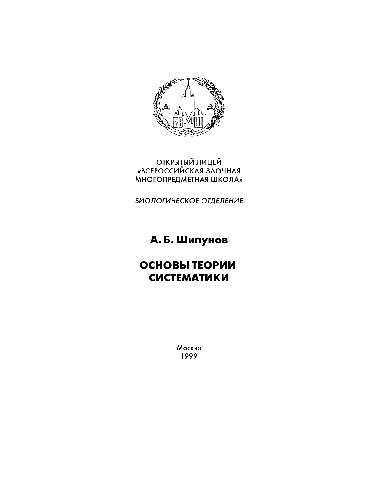 ОТКРЫТЫЙ ЛИЦЕЙ
«ВСЕРОССИЙСКАЯ ЗАОЧНАЯ
МНОГОПРЕДМЕТНАЯ ШКОЛА»
БИОЛОГИЧЕСКОЕ ОТДЕЛЕНИЕ
А. Б. Шипунов
ОСНОВЫ ТЕОРИИ
СИСТЕМАТИКИ
Москва
1999